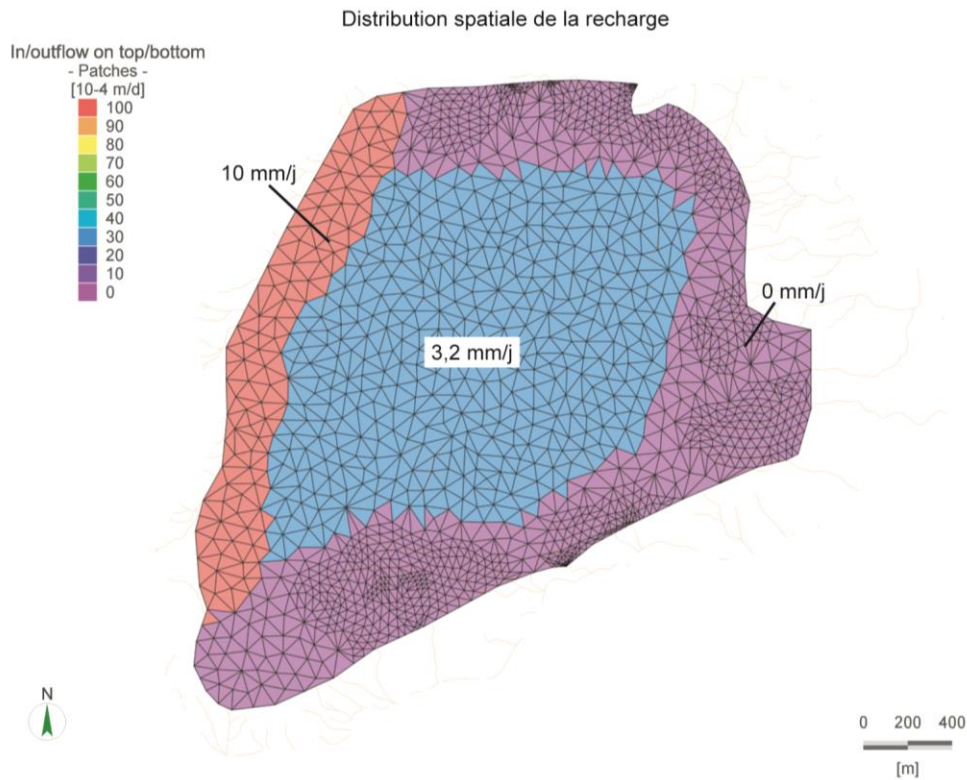 Distribution spatiale de la recharge
In/outflow on top/bottom
- Patches -
[10-4 m/d]
100
90
80
70
60
50
40
30
20
10
0
10 mm/j
0 mm/j
3,2 mm/j
N
0 200 400
[m]